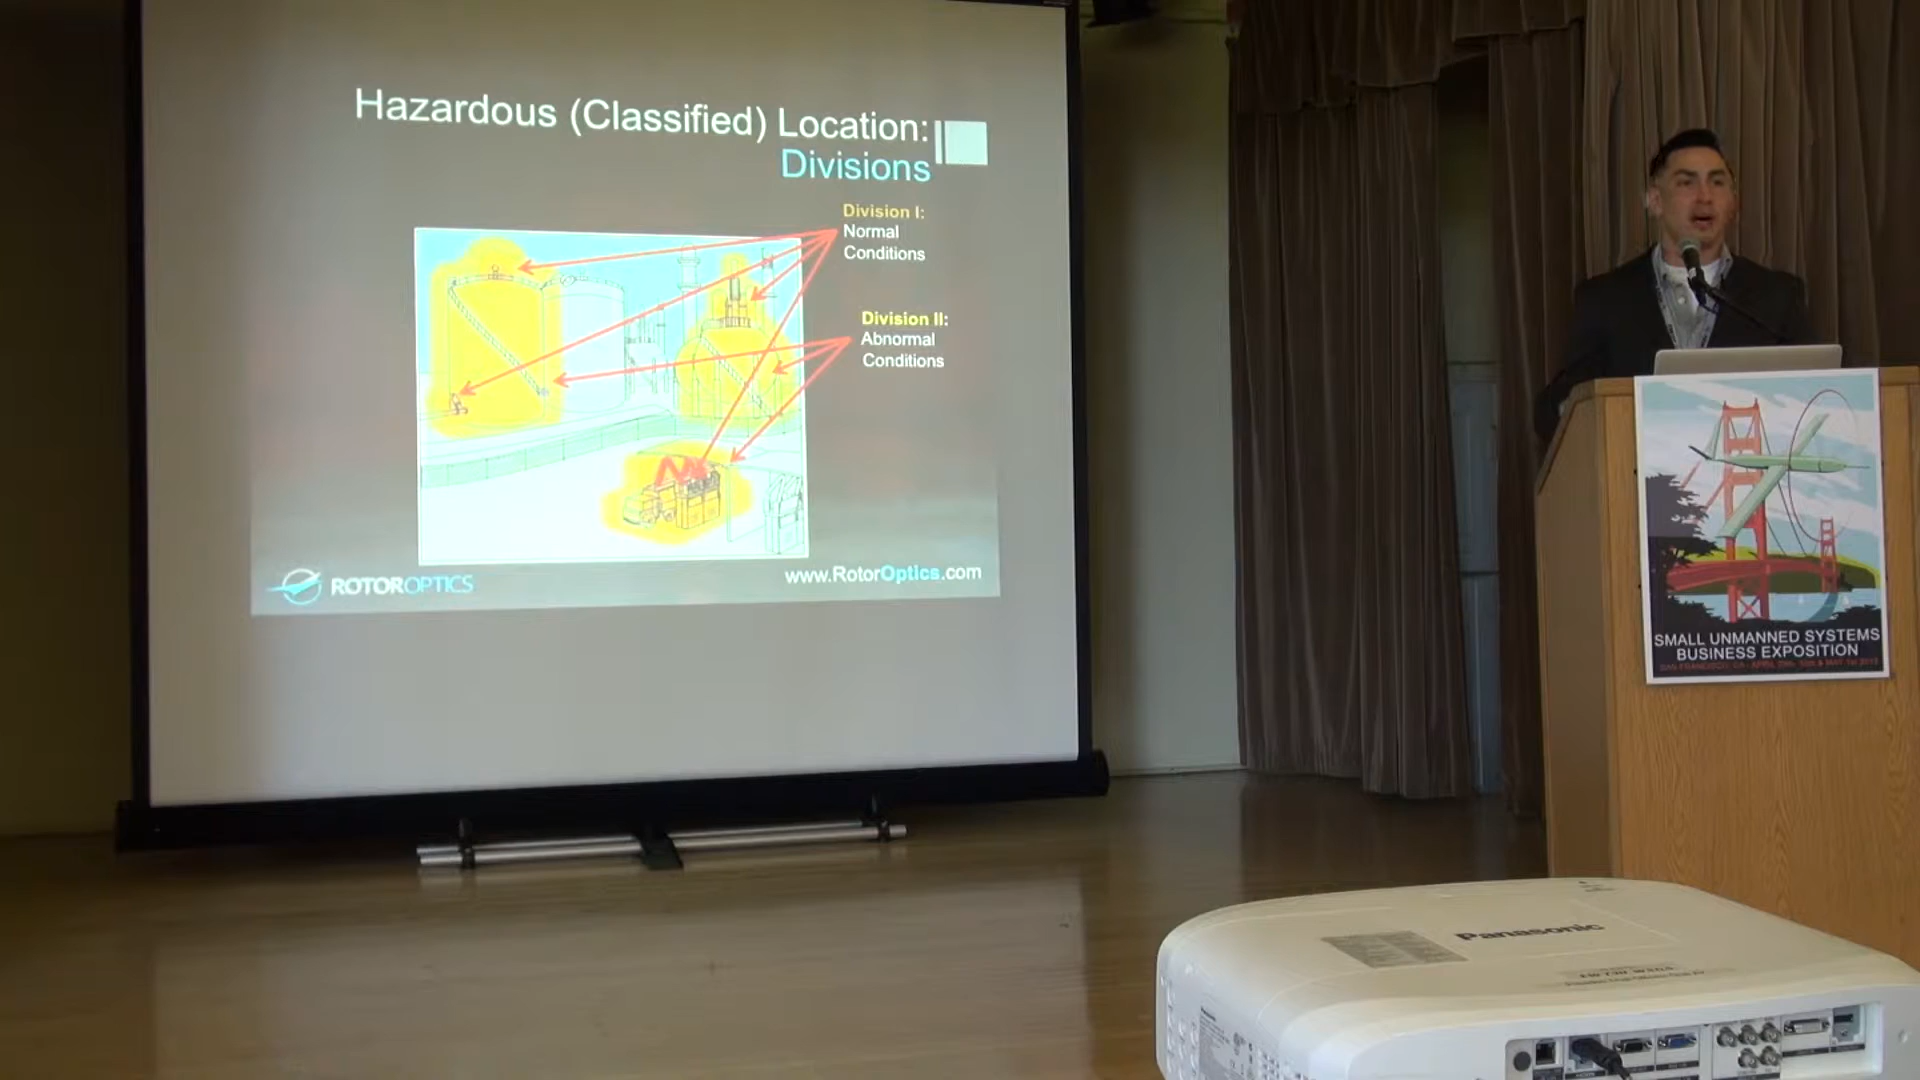 Hazardous (Classified) Location:
Divisions
Division I:
Normal
Conditions
Division II:
Abnormal
Conditions
ROTOROPTICS
www.RotorOptics.com
SMALL UNMANNED SYSTEMS
BUSINESS EXPOSITION
Panasonic